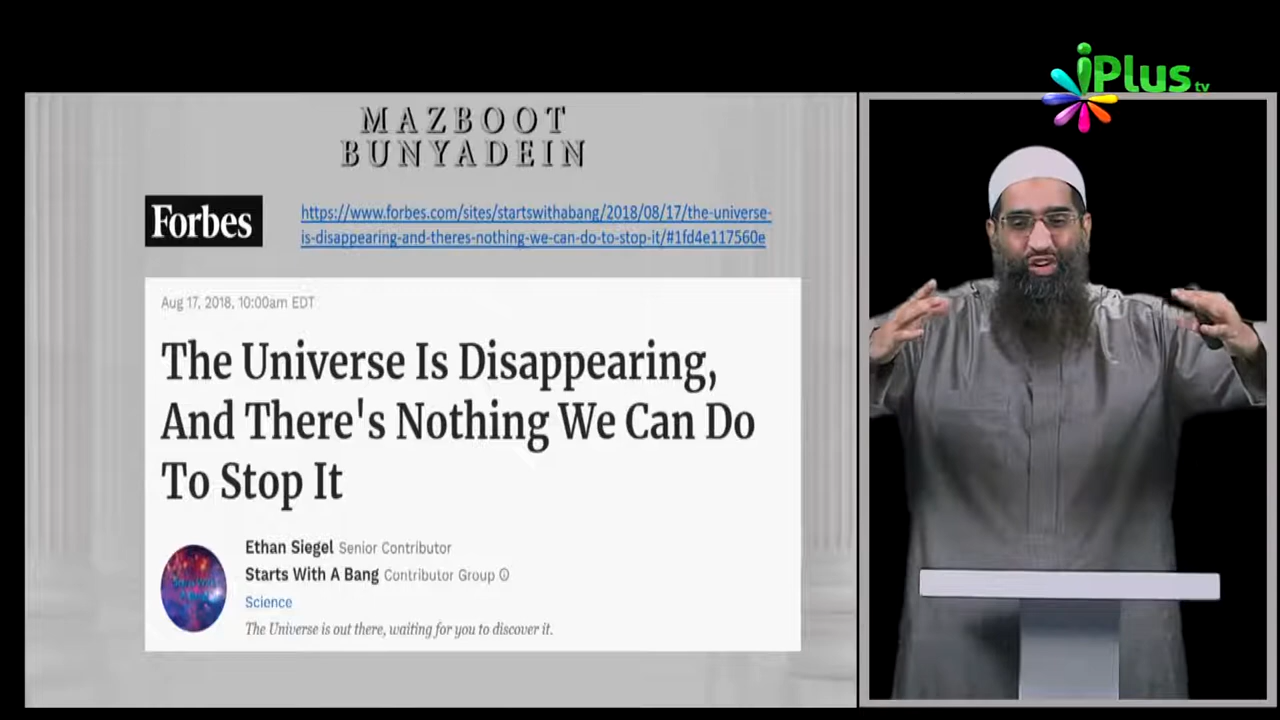 iPlus tv
MAZBOOT
BUNYADEIN
Forbes
https://www.forbes.com/sites/startswithabang/2018/08/17/the-universe-
is-disappearing-and-theres-nothing-we-can-do-to-stop-it/#1fd4e117560e
Aug 17, 2018, 10:00am EDT
The Universe Is Disappearing,
And There's Nothing We Can Do
To Stop It
Ethan Siegel Senior Contributor
Starts With A Bang Contributor Group
Science
The Universe is out there, waiting for you to discover it.